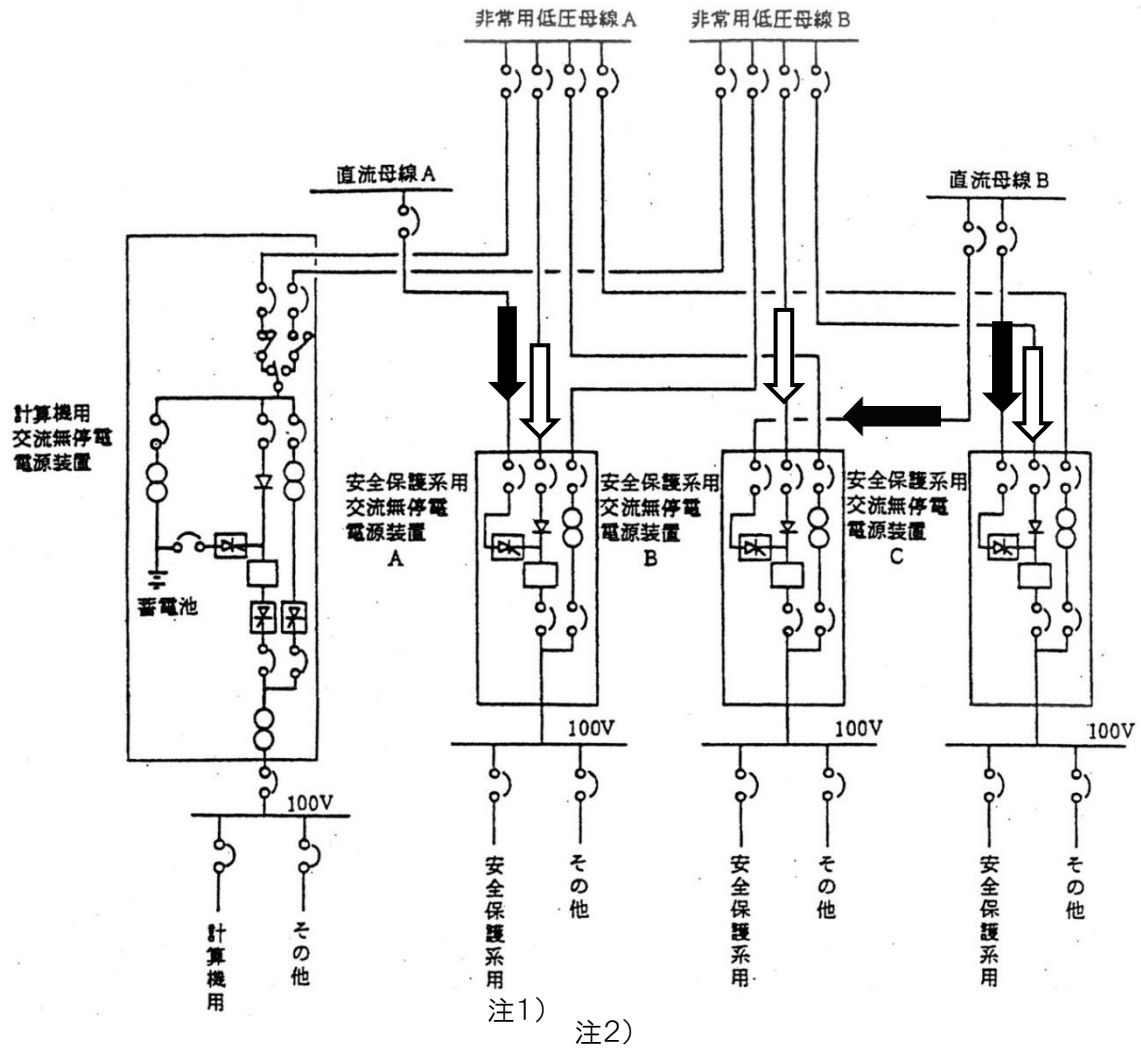 非常用低圧母線A
非常用低圧母線B
直流母線A
直流母線B
計算機用
交流無停電
電源装置
蓄電池
安全保護系用
交流無停電
電源装置
A
安全保護系用
交流無停電
電源装置
B
安全保護系用
交流無停電
電源装置
C
100V
100V
100V
100V
計算機用
その他
安全保護系用
その他
安全保護系用
その他
安全保護系用
その他
注1)
注2)